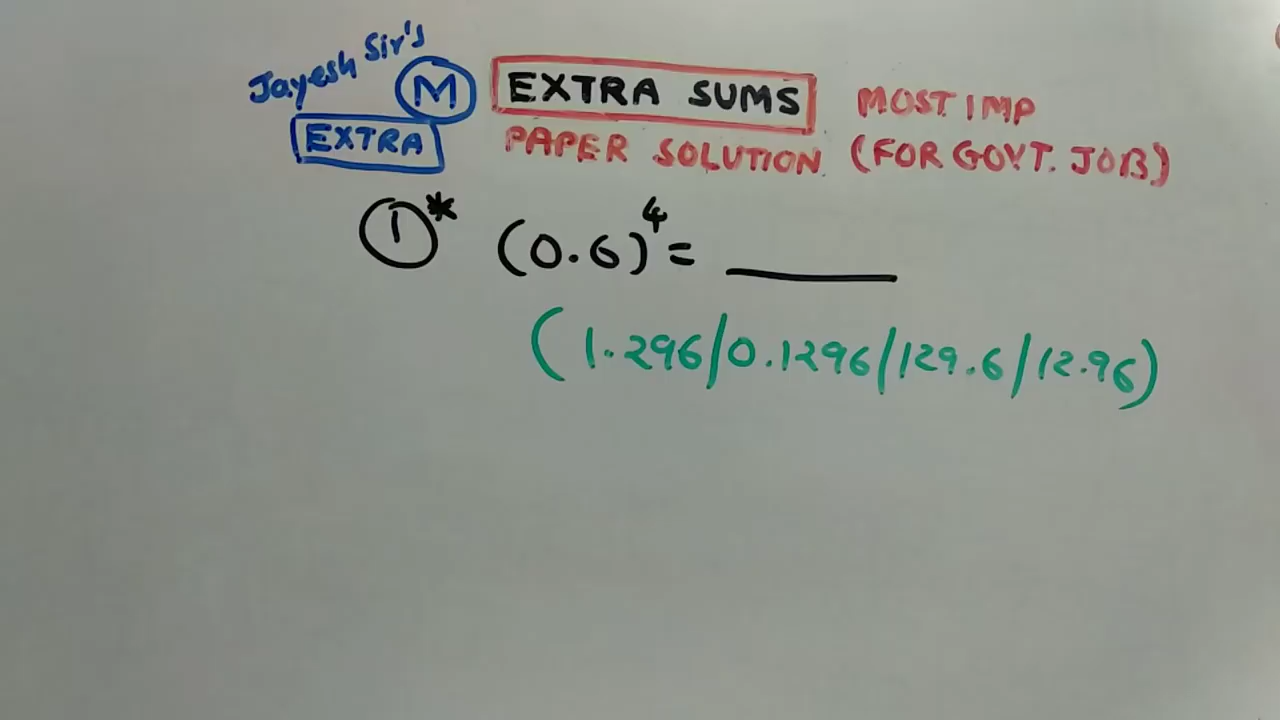 Jayesh Sir's M EXTRA SUMS MOST IMP
EXTRA PAPER SOLUTION (FOR GOVT. JOB)
1* (0.6)⁴ = ______
(1.296/0.1296/129.6/12.96)